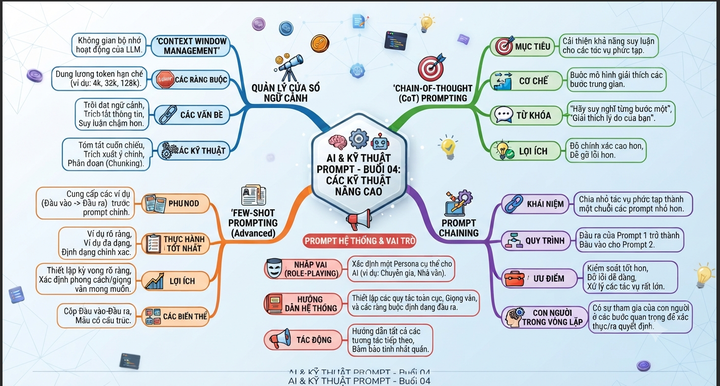 'CONTEXT WINDOW
MANAGEMENT'
Không gian bộ nhớ
hoạt động của LLM.
CÁC RÀNG BUỘC
Dung lượng token hạn chế
(ví dụ: 4k, 32k, 128k).
CÁC VẤN ĐỀ
Trôi dạt ngữ cảnh,
Trích tắt thông tin,
Suy luận chậm hơn.
CÁC KỸ THUẬT
Tóm tắt cuốn chiếu,
Trích xuất ý chính,
Phân đoạn (Chunking).
QUẢN LÝ CỬA SỔ
NGỮ CẢNH
'CHAIN-OF-THOUGHT
(CoT) PROMPTING
MỤC TIÊU
Cải thiện khả năng suy luận
cho các tác vụ phức tạp.
CƠ CHẾ
Buộc mô hình giải thích các
bước trung gian.
TỪ KHÓA
"Hãy suy nghĩ từng bước một",
"Giải thích lý do của bạn".
LỢI ÍCH
Độ chính xác cao hơn,
Dễ gỡ lỗi hơn.
AI & KỸ THUẬT
PROMPT - BUỔI 04:
CÁC KỸ THUẬT
NÂNG CAO
PHU NOD
Cung cấp các ví dụ
(Đầu vào -> Đầu ra) trước
prompt chính.
THỰC HÀNH
TỐT NHẤT
Ví dụ rõ ràng,
Ví dụ đa dạng,
Định dạng chính xác.
LỢI ÍCH
Thiết lập kỳ vọng rõ ràng,
Xác định phong cách/giọng
văn mong muốn.
CÁC BIẾN THỂ
Cộp Đầu vào-Đầu ra,
Mẫu có cấu trúc.
'FEW-SHOT
PROMPTING
(Advanced)
PROMPT
CHAINING
KHÁI NIỆM
Chia nhỏ tác vụ phức tạp thành
một chuỗi các prompt nhỏ hơn.
QUY TRÌNH
Đầu ra của Prompt 1 trở thành
Đầu vào cho Prompt 2.
ƯU ĐIỂM
Kiểm soát tốt hơn,
Dỡ lỗi dễ dàng,
Xử lý các tác vụ rất lớn.
CON NGƯỜI
TRONG VÒNG LẶP
Có sự tham gia của con người
ở các bước quan trong để xác
thực/ra quyết định.
PROMPT HỆ THỐNG & VAI TRÒ
NHẬP VAI
(ROLE-PLAYING)
Xác định một Persona cụ thể cho
AI (ví dụ: Chuyên gia, Nhà văn).
HƯỚNG
DẪN HỆ THỐNG
Thiết lập các quy tắc toàn cục, Giọng văn,
và các ràng buộc định dạng đầu ra.
TÁC ĐỘNG
Hướng dẫn tất cả các
tương tác tiếp theo,
Đảm bảo tính nhất quán.
AI & KỸ THUẬT PROMPT - Buổi 04
AI & KỸ THUẬT PROMPT - Buổi 04